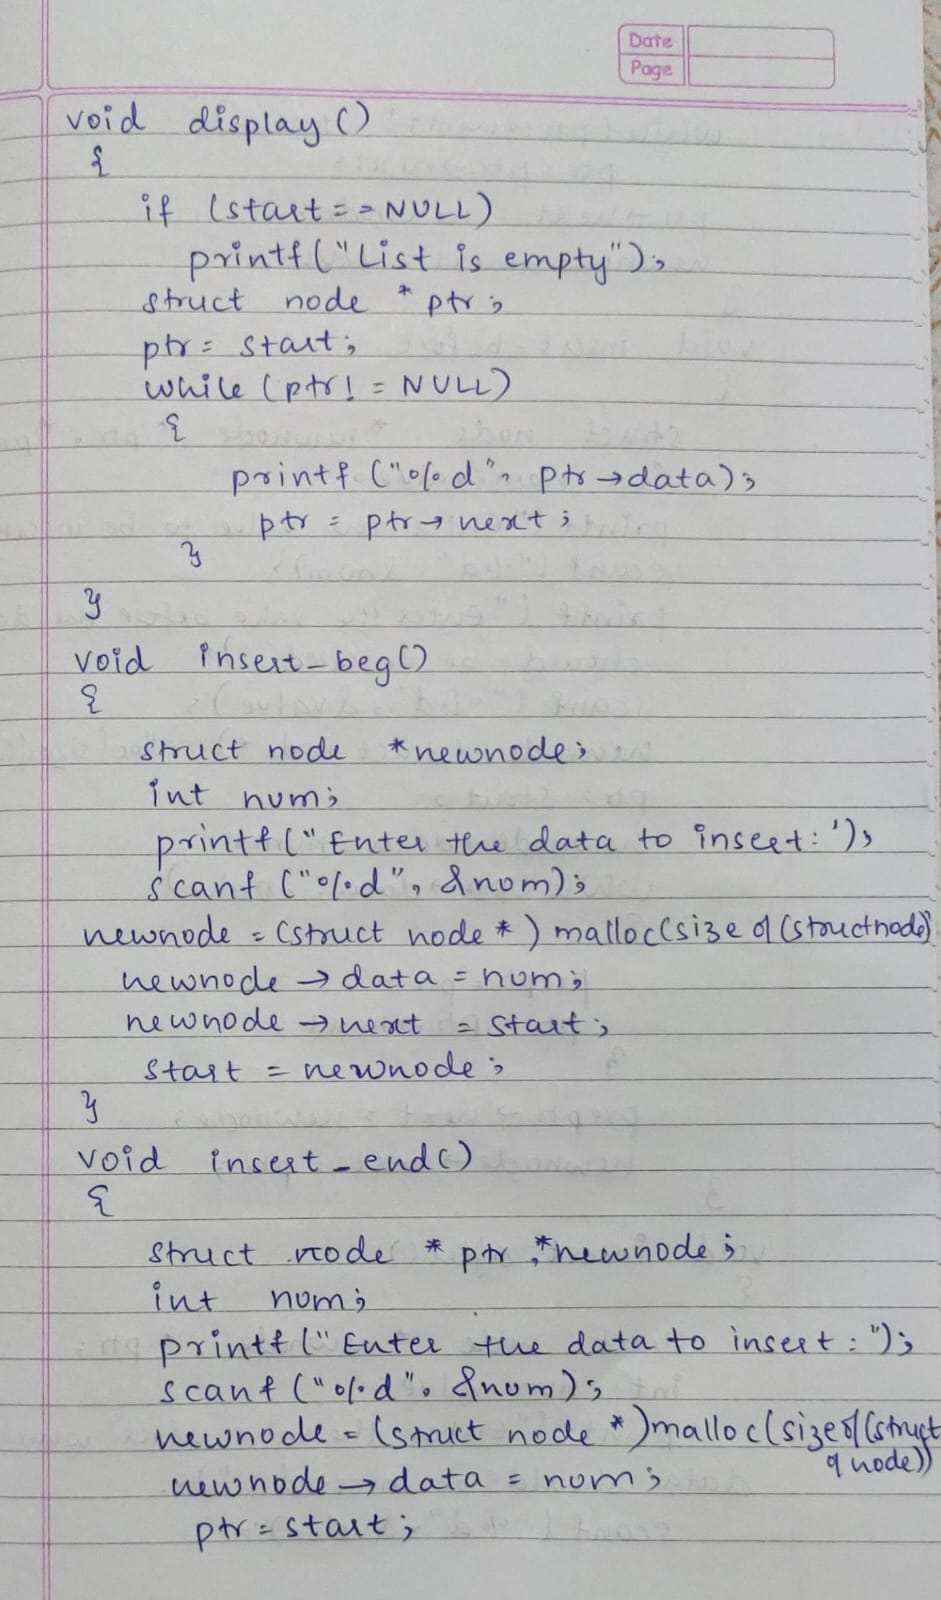 Date
Page
void display()
{
if (start==NULL)
printf("List is empty");
struct node *ptr;
ptr = start;
while (ptr!=NULL)
{
printf("%d", ptr→data);
ptr = ptr→next;
}
}
void insert_beg()
{
struct node *newnode;
int num;
printf("Enter the data to insert:');
scanf("%d", &num);
newnode = (struct node*) malloc(sizeof(structnode)
newnode → data = num;
newnode → next = start;
start = newnode;
}
void insert_end()
{
struct node *ptr, *newnode;
int num;
printf("Enter the data to insert:");
scanf("%d", &num);
newnode = (struct node *)malloc(sizeof(struct
node))
newnode → data = num;
ptr = start;